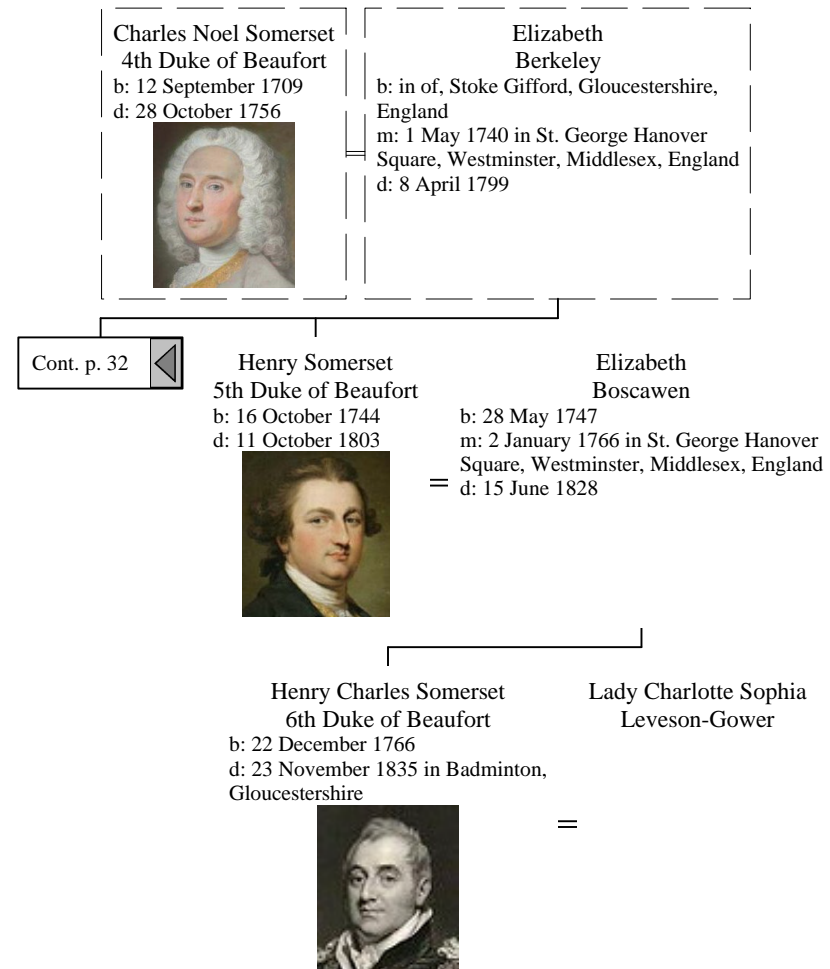 Charles Noel Somerset
4th Duke of Beaufort
b: 12 September 1709
d: 28 October 1756
Elizabeth
Berkeley
b: in of, Stoke Gifford, Gloucestershire,
England
m: 1 May 1740 in St. George Hanover
Square, Westminster, Middlesex, England
d: 8 April 1799
=
Cont. p. 32
Henry Somerset
5th Duke of Beaufort
b: 16 October 1744
d: 11 October 1803
=
Elizabeth
Boscawen
b: 28 May 1747
m: 2 January 1766 in St. George Hanover
Square, Westminster, Middlesex, England
d: 15 June 1828
Henry Charles Somerset
6th Duke of Beaufort
b: 22 December 1766
d: 23 November 1835 in Badminton,
Gloucestershire
=
Lady Charlotte Sophia
Leveson-Gower